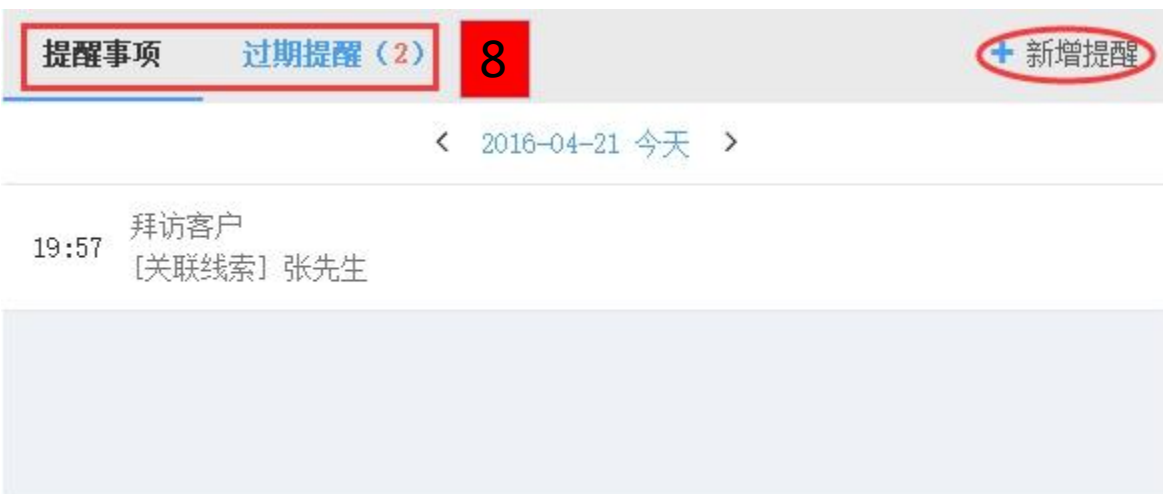 提醒事项 过期提醒（2） 8 + 新增提醒
< 2016-04-21 今天 >
19:57 拜访客户
[关联线索] 张先生